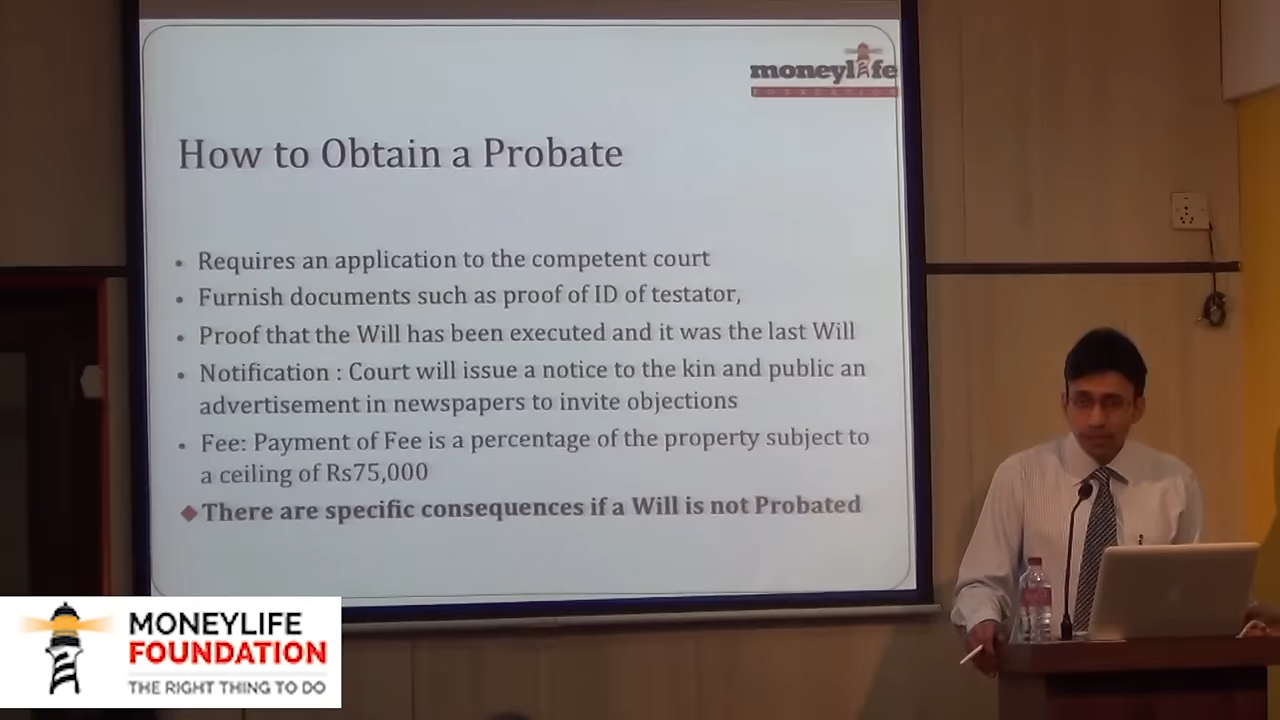 moneylife
FOUNDATION
How to Obtain a Probate
• Requires an application to the competent court
• Furnish documents such as proof of ID of testator,
• Proof that the Will has been executed and it was the last Will
• Notification : Court will issue a notice to the kin and public an
advertisement in newspapers to invite objections
• Fee: Payment of Fee is a percentage of the property subject to
a ceiling of Rs75,000
◆ There are specific consequences if a Will is not Probated
MONEYLIFE
FOUNDATION
THE RIGHT THING TO DO